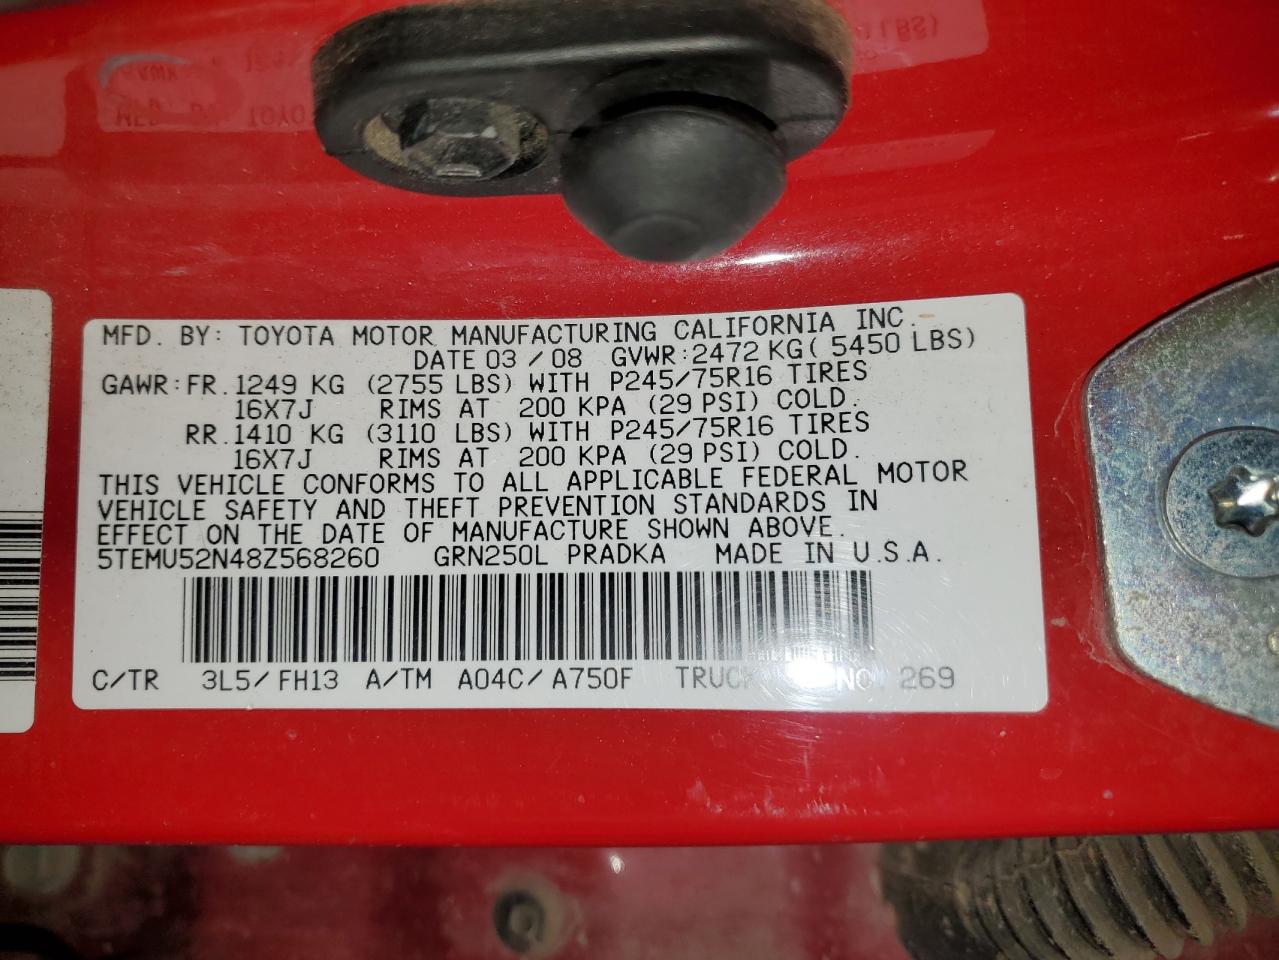 MFD. BY: TOYOTA MOTOR MANUFACTURING CALIFORNIA INC.
DATE 03/08 GVWR:2472 KG( 5450 LBS)
GAWR:FR. 1249 KG (2755 LBS) WITH P245/75R16 TIRES
16X7J RIMS AT 200 KPA (29 PSI) COLD.
RR. 1410 KG (3110 LBS) WITH P245/75R16 TIRES
16X7J RIMS AT 200 KPA (29 PSI) COLD.
THIS VEHICLE CONFORMS TO ALL APPLICABLE FEDERAL MOTOR
VEHICLE SAFETY AND THEFT PREVENTION STANDARDS IN
EFFECT ON THE DATE OF MANUFACTURE SHOWN ABOVE.
5TEMU52N48Z568260 GRN250L PRADKA MADE IN U.S.A.
C/TR 3L5/FH13 A/TM A04C/A750F TRUCK NO. 269